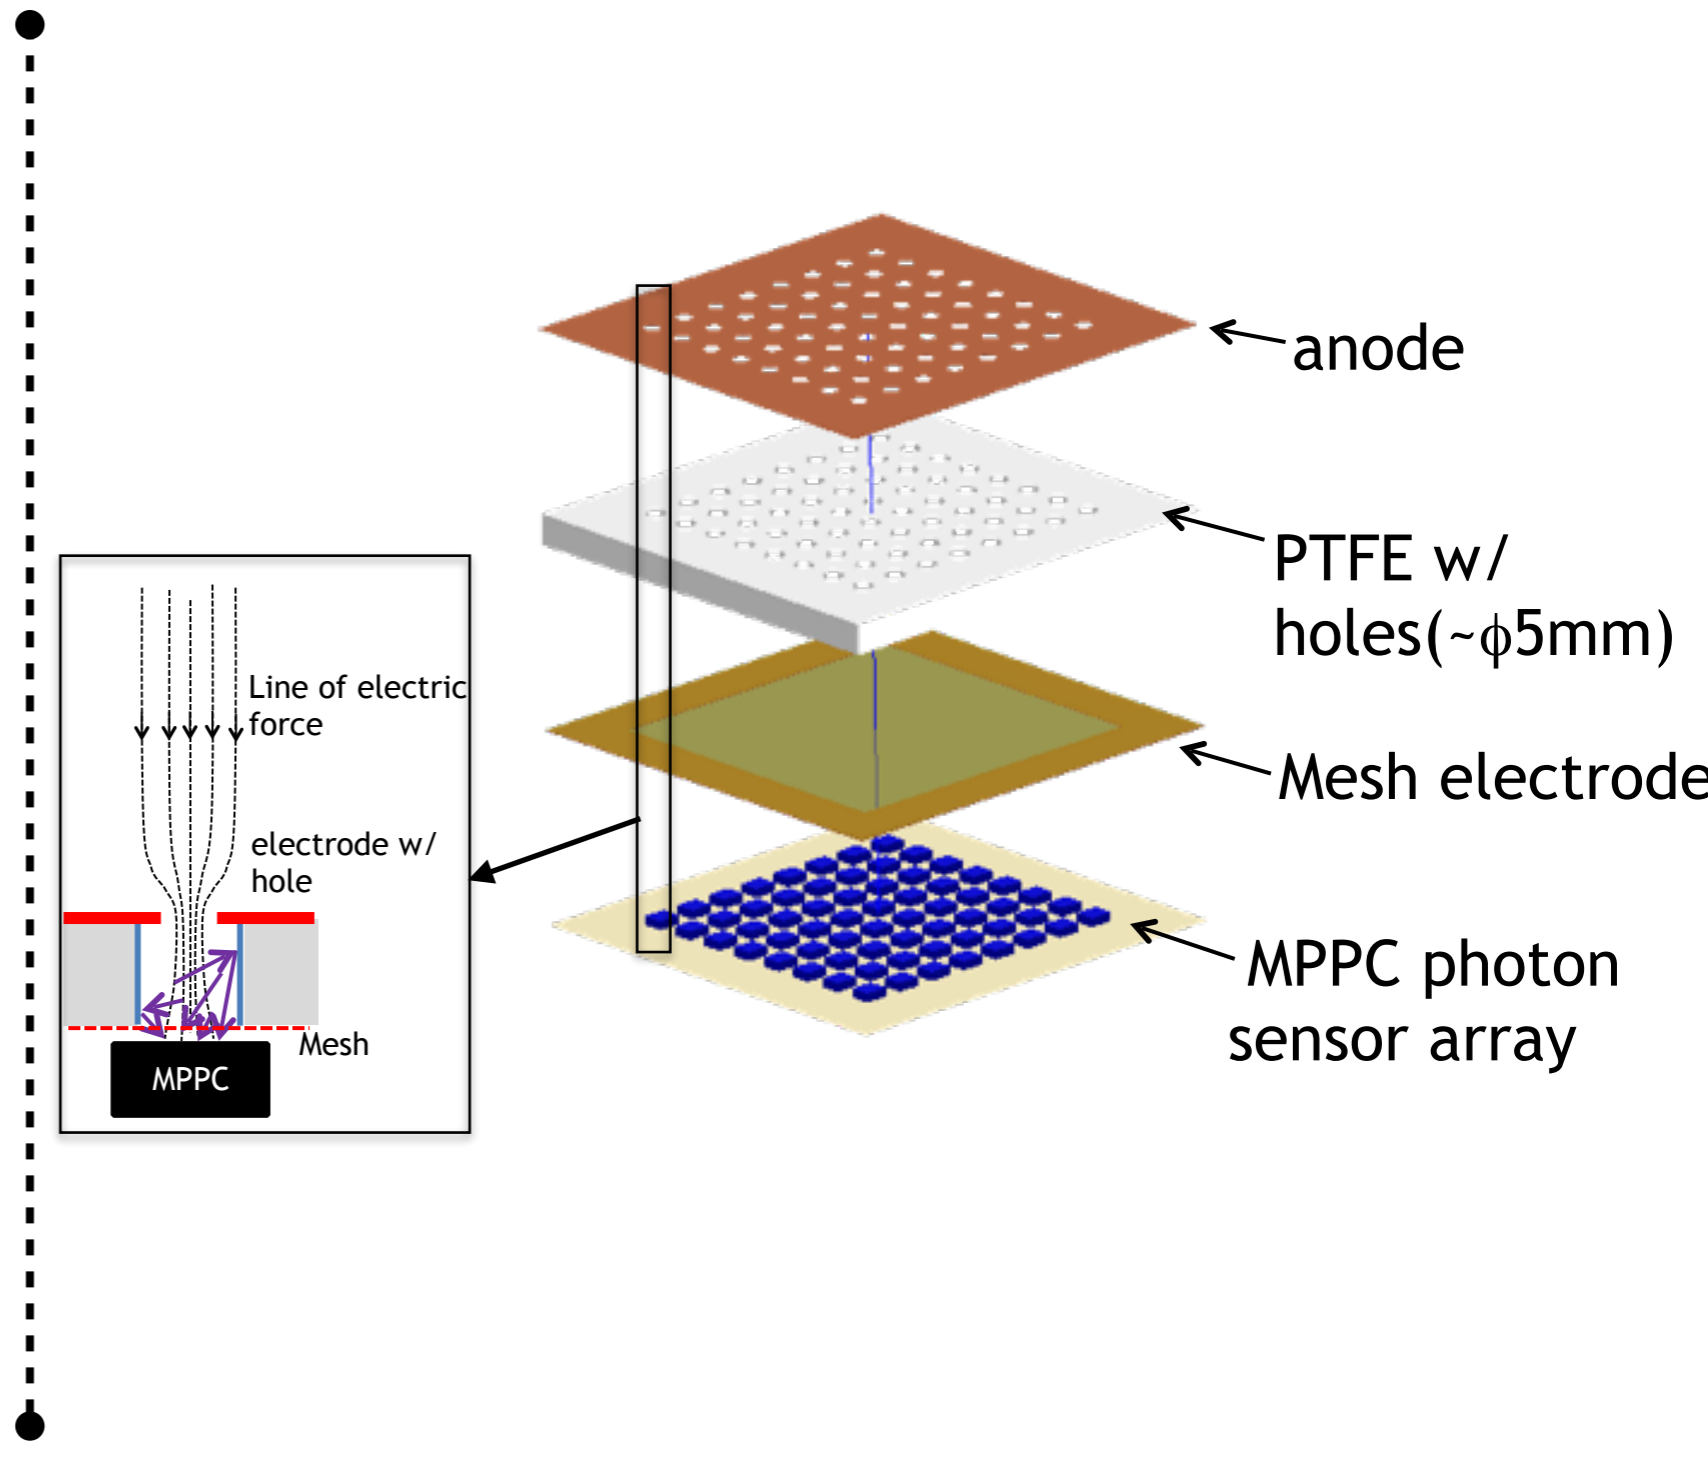 anode
PTFE w/
holes(~ϕ5mm)
Mesh electrode
MPPC photon
sensor array
Line of electric
force
electrode w/
hole
Mesh
MPPC